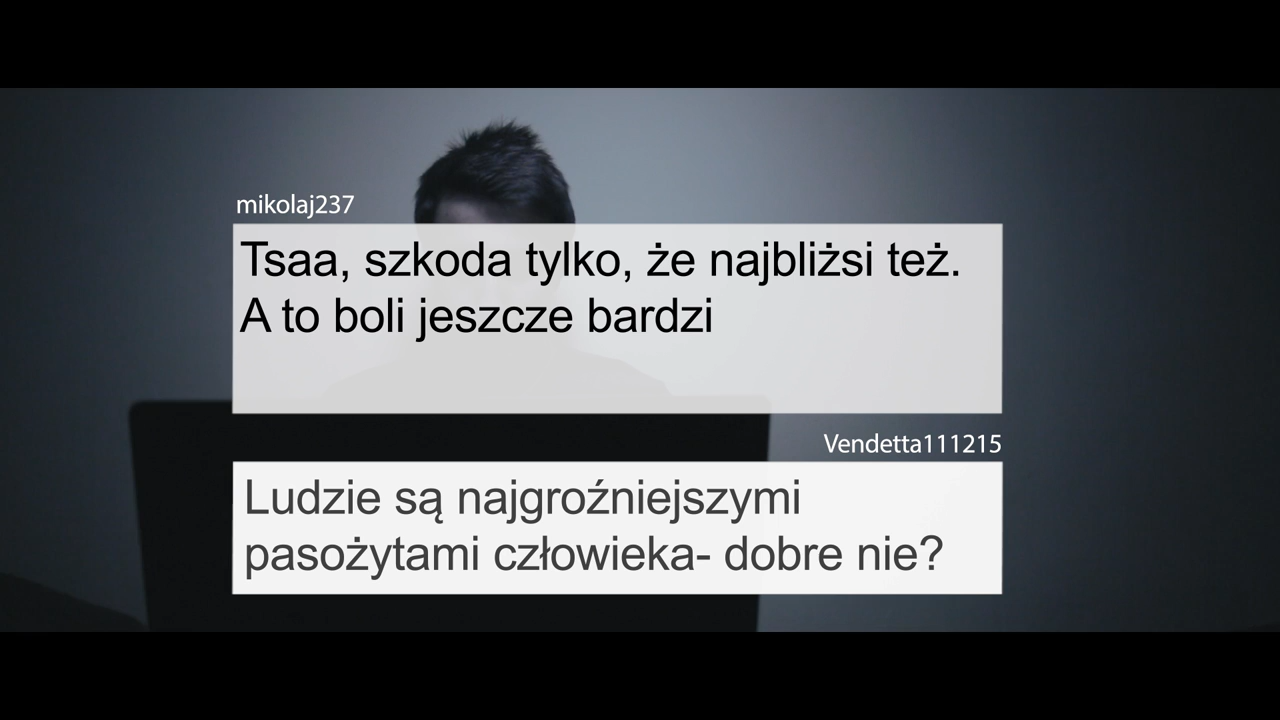 mikolaj237
Tsaa, szkoda tylko, że najbliżsi też.
A to boli jeszcze bardzi
Vendetta111215
Ludzie są najgroźniejszymi
pasożytami człowieka- dobre nie?